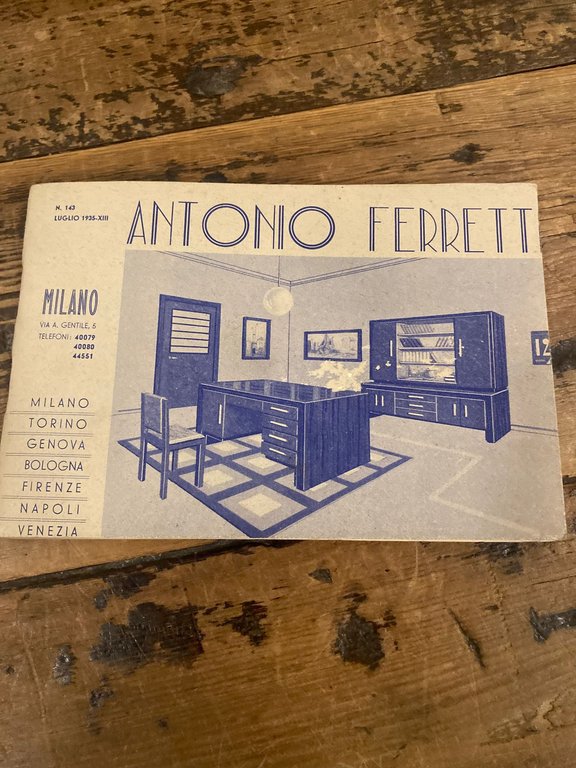 N. 143
LUGLIO 1935-XIII
ANTONIO FERRETT
MILANO
VIA A. GENTILE, 5
TELEFONI: 40079
40080
44551
12
MILANO
TORINO
GENOVA
BOLOGNA
FIRENZE
NAPOLI
VENEZIA